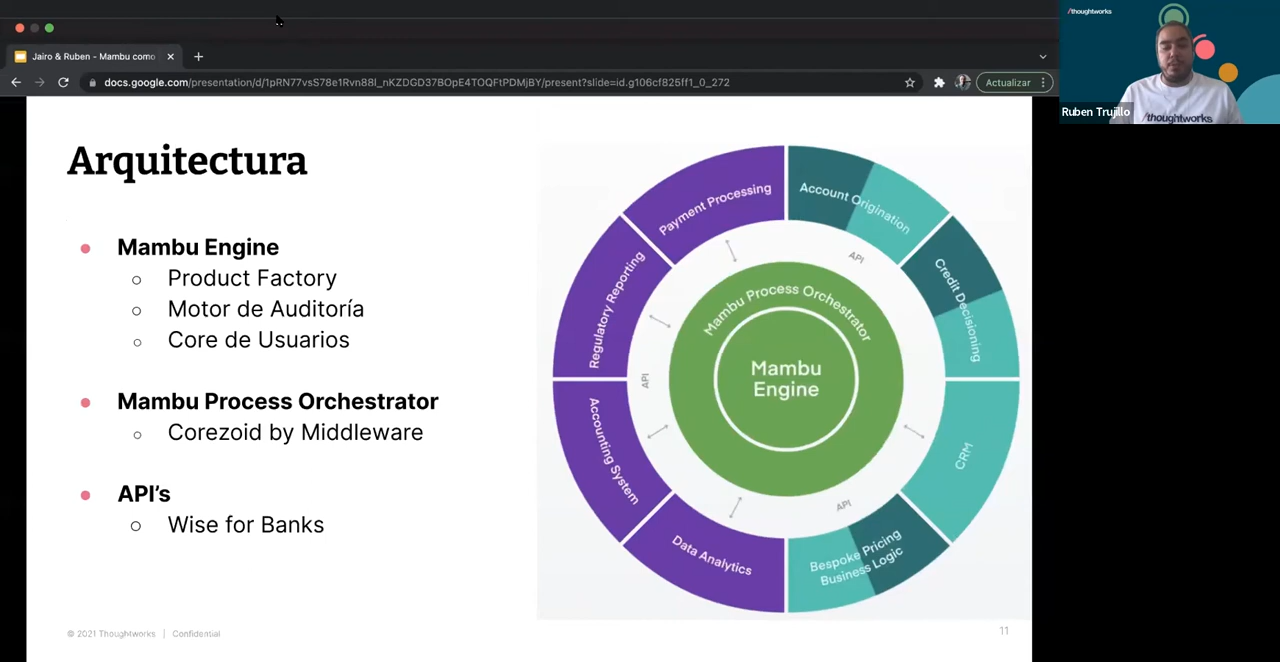 Jairo & Ruben - Mambu como
docs.google.com/presentation/d/1pRN77vsS78e1Rvn88l_nKZDGD37BOpE4TOQFtPDMjBY/present?slide=id.g106cf825ff1_0_272
Actualizar
/thoughtworks
/thoughtworks
Ruben Trujillo
Arquitectura
Mambu Engine
Product Factory
Motor de Auditoría
Core de Usuarios
Mambu Process Orchestrator
Corezoid by Middleware
API's
Wise for Banks
Payment Processing
Account Origination
Regulatory Reporting
API
Credit Decisioning
Mambu Process Orchestrator
Mambu
Engine
API
Accounting System
CRM
API
Data Analytics
Bespoke Pricing
Business Logic
© 2021 Thoughtworks | Confidential
11